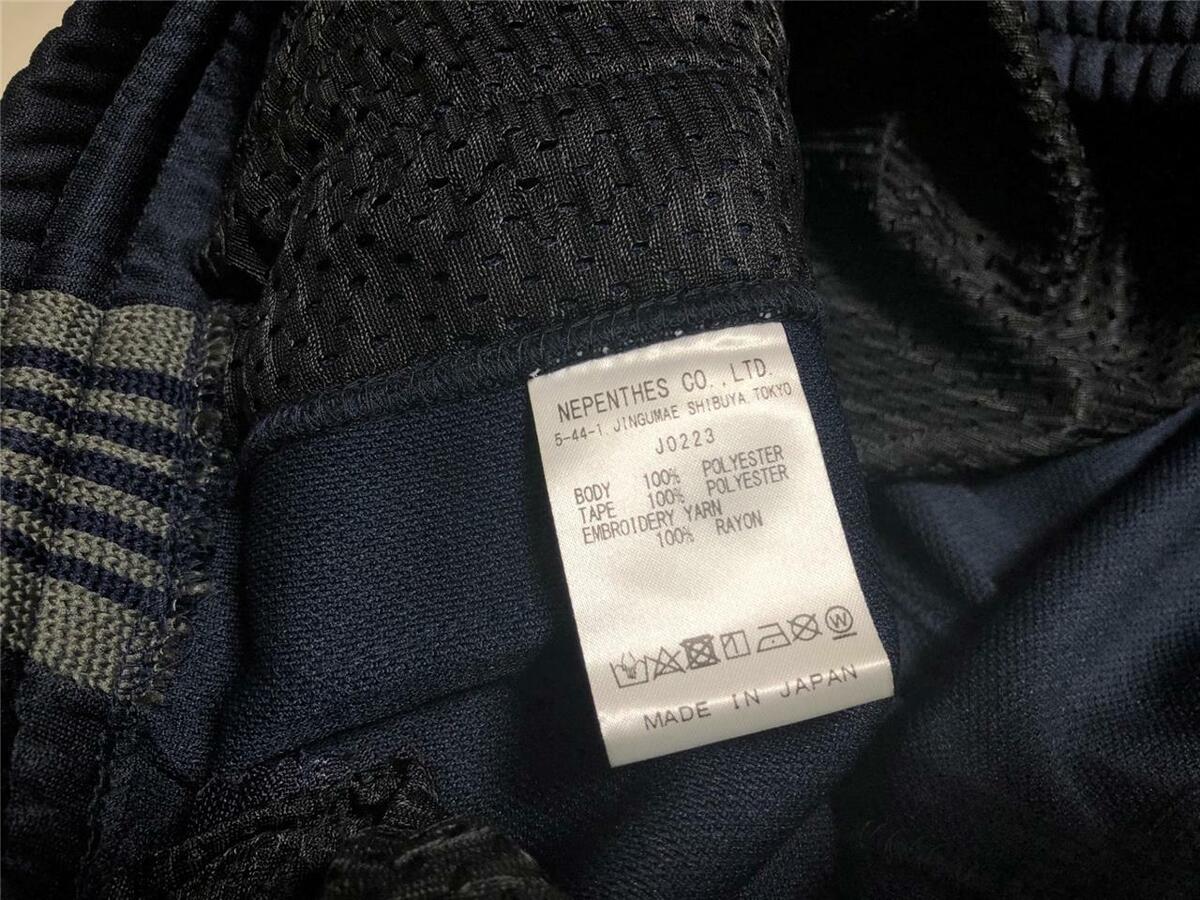 NEPENTHES CO.,LTD.
5-44-1, JINGUMAE SHIBUYA TOKYO
J0223
BODY 100% POLYESTER
TAPE 100% POLYESTER
EMBROIDERY YARN
100% RAYON
W
MADE IN JAPAN